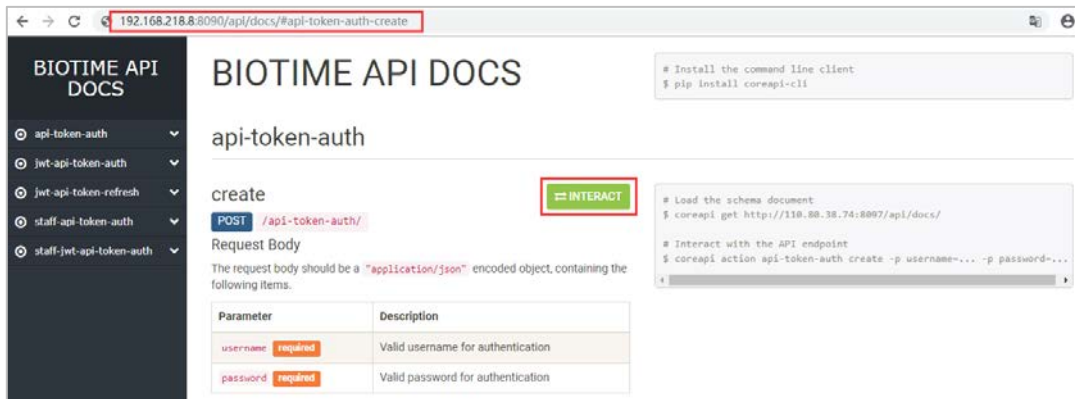 192.168.218.8:8090/api/docs/#api-token-auth-create
BIOTIME API
DOCS
api-token-auth
jwt-api-token-auth
jwt-api-token-refresh
staff-api-token-auth
staff-jwt-api-token-auth
BIOTIME API DOCS
# Install the command line client
$ pip install coreapi-cli
api-token-auth
create
INTERACT
POST /api-token-auth/
Request Body
The request body should be a "application/json" encoded object, containing the
following items.
Parameter Description
username required Valid username for authentication
password required Valid password for authentication
# Load the schema document
$ coreapi get http://110.80.38.74:8097/api/docs/
# Interact with the API endpoint
$ coreapi action api-token-auth create -p username=... -p password=...